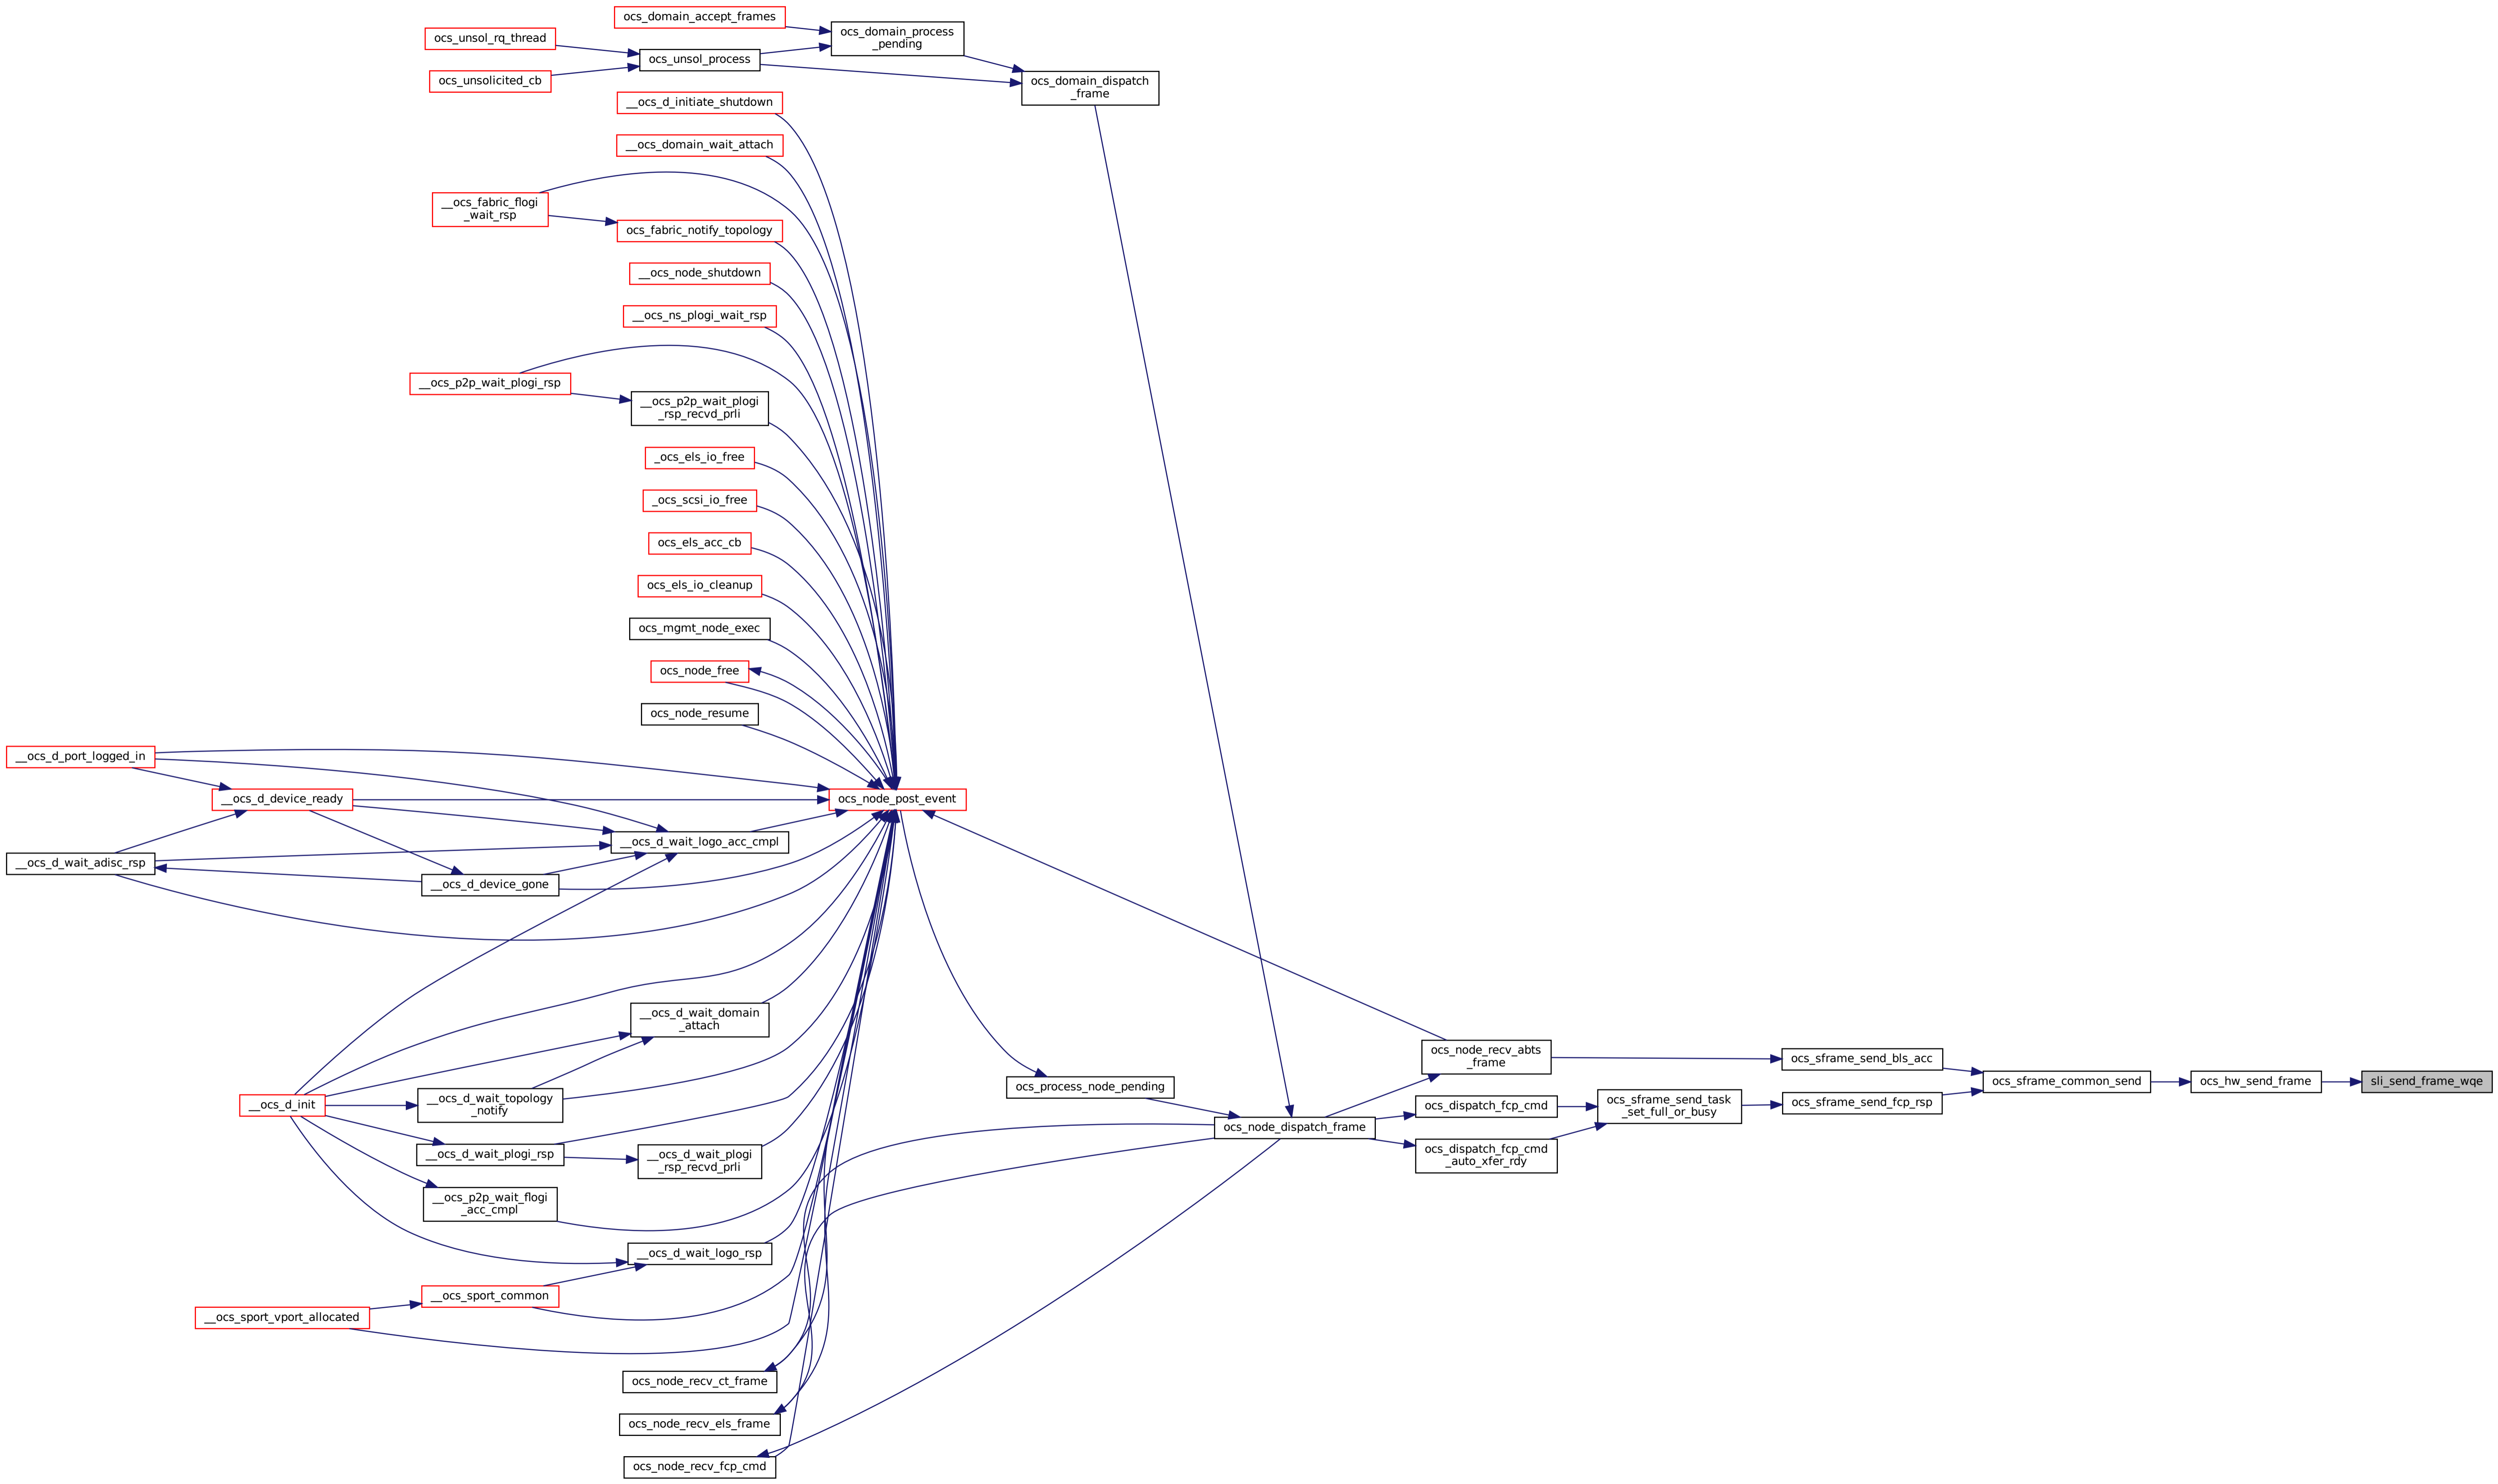 ocs_domain_accept_frames
ocs_domain_process
_pending
ocs_unsol_rq_thread
ocs_unsol_process
ocs_unsolicited_cb
ocs_domain_dispatch
_frame
__ocs_d_initiate_shutdown
__ocs_domain_wait_attach
__ocs_fabric_flogi
_wait_rsp
ocs_fabric_notify_topology
__ocs_node_shutdown
__ocs_ns_plogi_wait_rsp
__ocs_p2p_wait_plogi_rsp
__ocs_p2p_wait_plogi
_rsp_recvd_prli
_ocs_els_io_free
_ocs_scsi_io_free
ocs_els_acc_cb
ocs_els_io_cleanup
ocs_mgmt_node_exec
ocs_node_free
ocs_node_resume
__ocs_d_port_logged_in
__ocs_d_device_ready
ocs_node_post_event
__ocs_d_wait_logo_acc_cmpl
__ocs_d_wait_adisc_rsp
__ocs_d_device_gone
__ocs_d_wait_domain
_attach
ocs_node_recv_abts
_frame
ocs_sframe_send_bls_acc
ocs_process_node_pending
ocs_sframe_common_send
ocs_hw_send_frame
sli_send_frame_wqe
__ocs_d_init
__ocs_d_wait_topology
_notify
ocs_dispatch_fcp_cmd
ocs_sframe_send_task
_set_full_or_busy
ocs_sframe_send_fcp_rsp
ocs_node_dispatch_frame
__ocs_d_wait_plogi_rsp
__ocs_d_wait_plogi
_rsp_recvd_prli
ocs_dispatch_fcp_cmd
_auto_xfer_rdy
__ocs_p2p_wait_flogi
_acc_cmpl
__ocs_d_wait_logo_rsp
__ocs_sport_common
__ocs_sport_vport_allocated
ocs_node_recv_ct_frame
ocs_node_recv_els_frame
ocs_node_recv_fcp_cmd